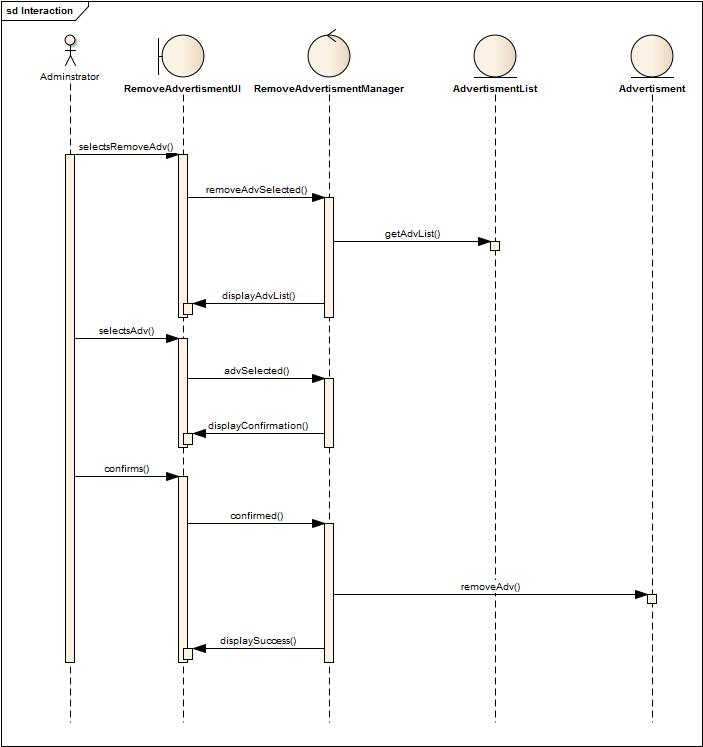 sd Interaction
Adminstrator
RemoveAdvertismentUI
RemoveAdvertismentManager
AdvertismentList
Advertisment
selectsRemoveAdv()
removeAdvSelected()
getAdvList()
displayAdvList()
selectsAdv()
advSelected()
displayConfirmation()
confirms()
confirmed()
removeAdv()
displaySuccess()